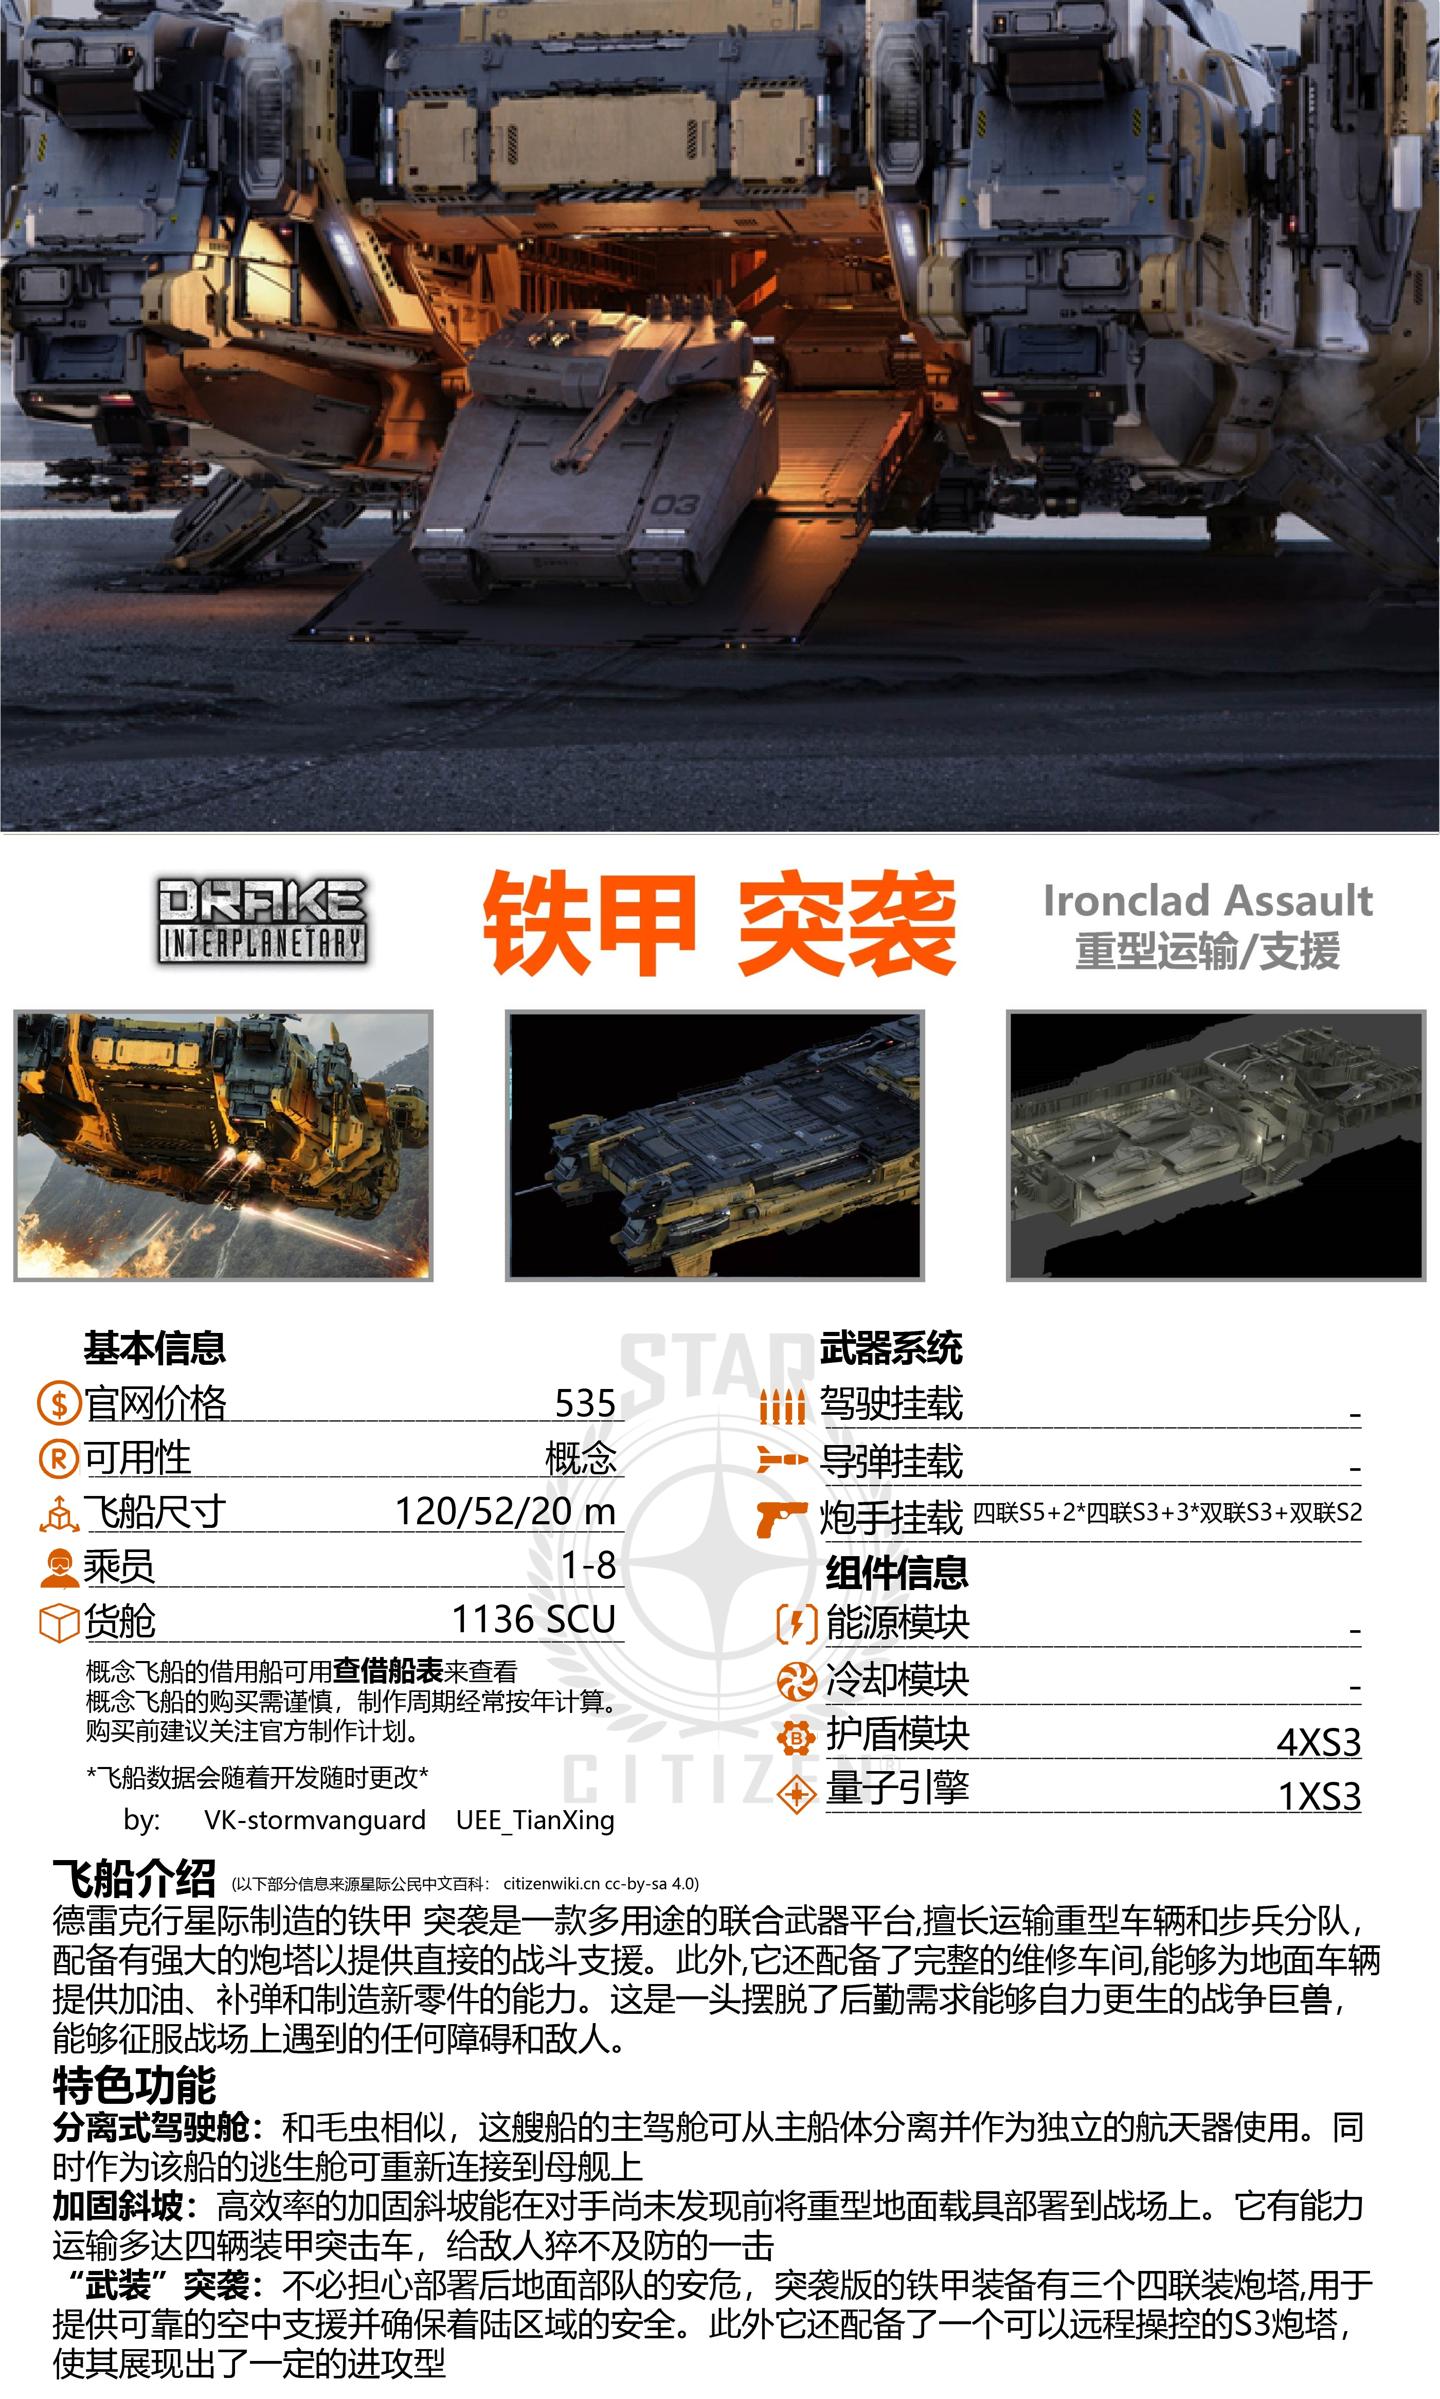 03
DRAKE
INTERPLANETARY
铁甲 突袭
Ironclad Assault
重型运输/支援
STAR
CITIZEN
基本信息
官网价格 535
可用性 概念
飞船尺寸 120/52/20 m
乘员 1-8
货舱 1136 SCU
概念飞船的借用船可用查借船表来查看
概念飞船的购买需谨慎，制作周期经常按年计算。
购买前建议关注官方制作计划。
*飞船数据会随着开发随时更改*
by: VK-stormvanguard UEE_TianXing
武器系统
驾驶挂载 -
导弹挂载 -
炮手挂载 四联S5+2*四联S3+3*双联S3+双联S2
组件信息
能源模块 -
冷却模块 -
护盾模块 4XS3
量子引擎 1XS3
飞船介绍 (以下部分信息来源星际公民中文百科： citizenwiki.cn cc-by-sa 4.0)
德雷克行星际制造的铁甲 突袭是一款多用途的联合武器平台,擅长运输重型车辆和步兵分队，
配备有强大的炮塔以提供直接的战斗支援。此外,它还配备了完整的维修车间,能够为地面车辆
提供加油、补弹和制造新零件的能力。这是一头摆脱了后勤需求能够自力更生的战争巨兽，
能够征服战场上遇到的任何障碍和敌人。
特色功能
分离式驾驶舱：和毛虫相似，这艘船的主驾舱可从主船体分离并作为独立的航天器使用。同
时作为该船的逃生舱可重新连接到母舰上
加固斜坡：高效率的加固斜坡能在对手尚未发现前将重型地面载具部署到战场上。它有能力
运输多达四辆装甲突击车，给敌人猝不及防的一击
“武装”突袭：不必担心部署后地面部队的安危，突袭版的铁甲装备有三个四联装炮塔,用于
提供可靠的空中支援并确保着陆区域的安全。此外它还配备了一个可以远程操控的S3炮塔，
使其展现出了一定的进攻型